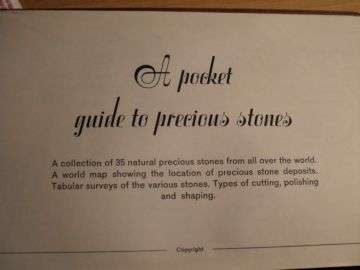 A pocket
guide to precious stones
A collection of 35 natural precious stones from all over the world.
A world map showing the location of precious stone deposits.
Tabular surveys of the various stones. Types of cutting, polishing
and shaping.
Copyright